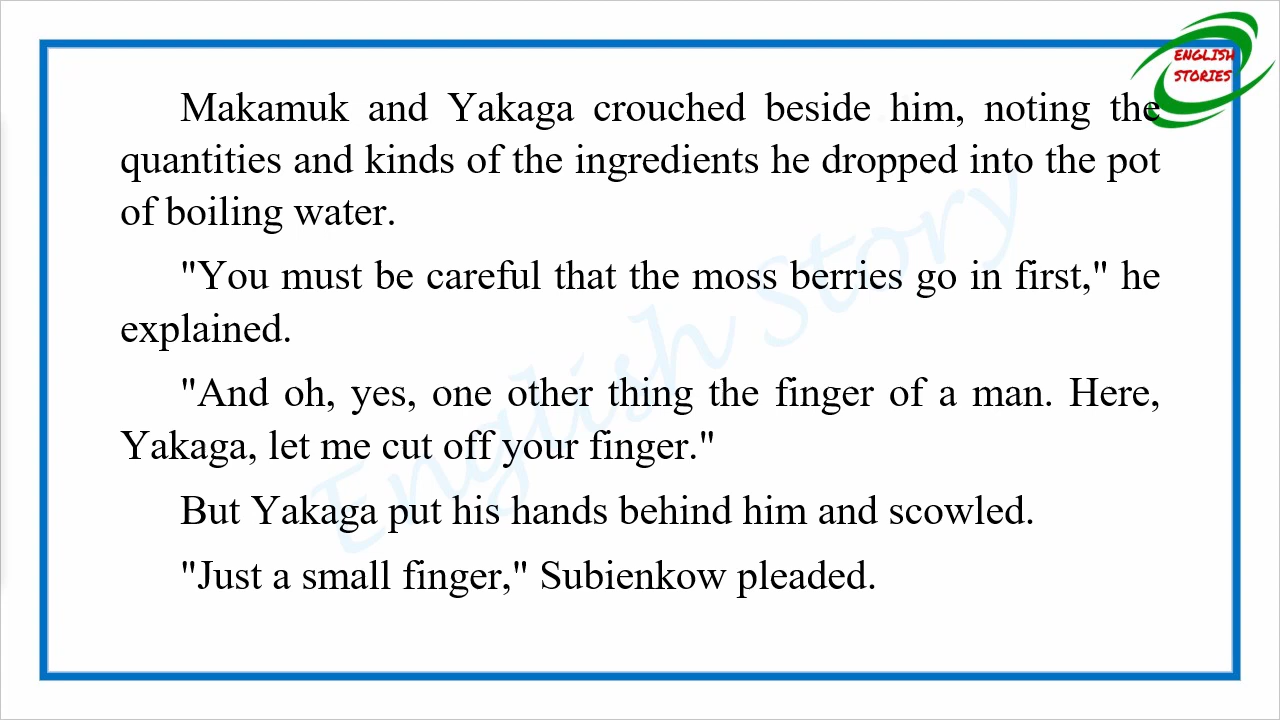 ENGLISH
STORIES
Makamuk and Yakaga crouched beside him, noting the
quantities and kinds of the ingredients he dropped into the pot
of boiling water.
"You must be careful that the moss berries go in first," he
explained.
"And oh, yes, one other thing the finger of a man. Here,
Yakaga, let me cut off your finger."
But Yakaga put his hands behind him and scowled.
"Just a small finger," Subienkow pleaded.
English Story